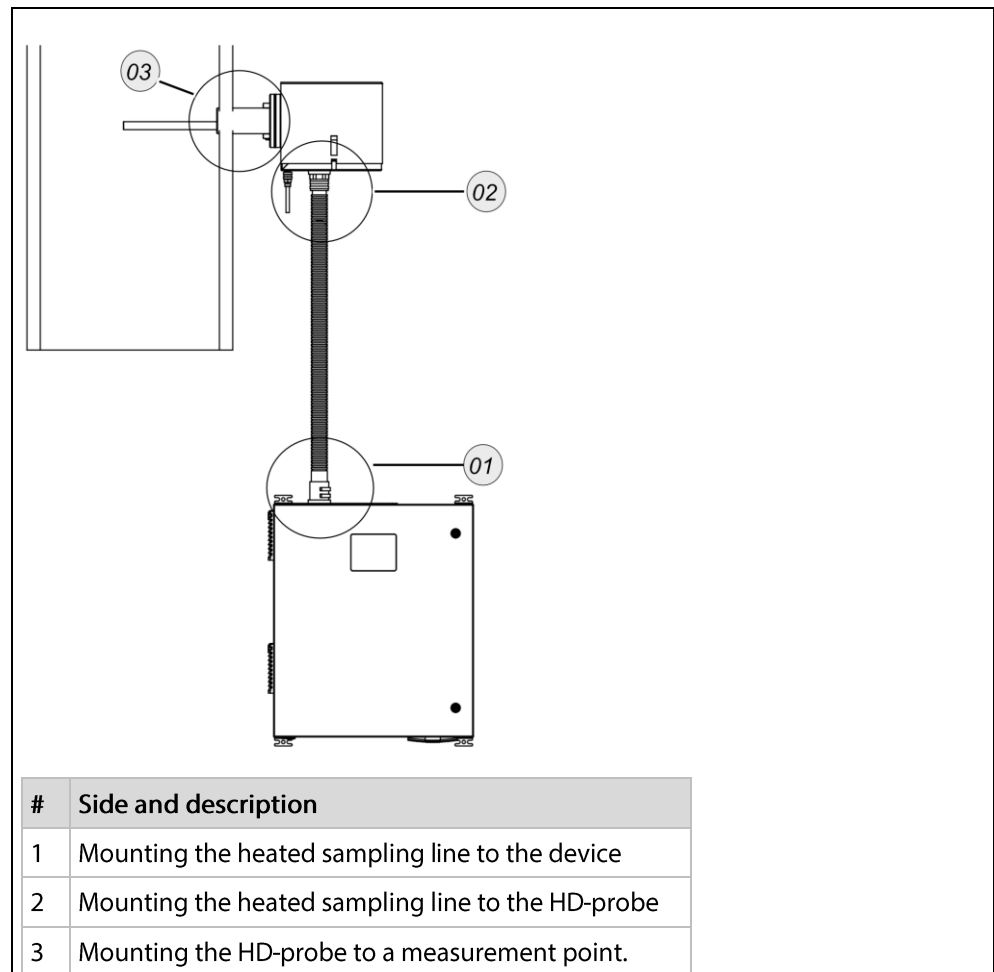 03
02
01
# Side and description
1 Mounting the heated sampling line to the device
2 Mounting the heated sampling line to the HD-probe
3 Mounting the HD-probe to a measurement point.